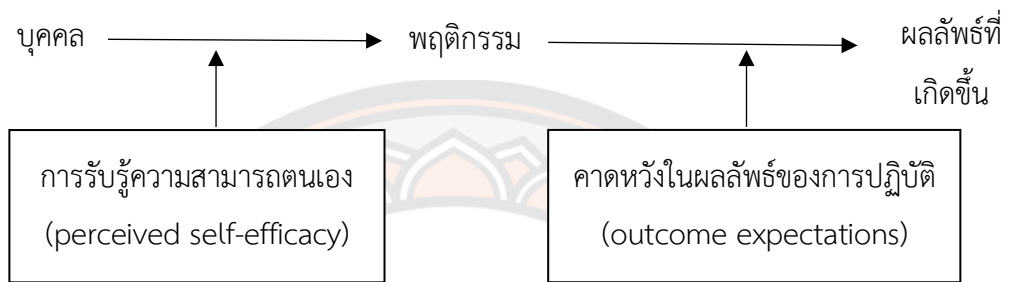 บุคคล พฤติกรรม ผลลัพธ์ที่
เกิดขึ้น
การรับรู้ความสามารถตนเอง คาดหวังในผลลัพธ์ของการปฏิบัติ
(perceived self-efficacy) (outcome expectations)